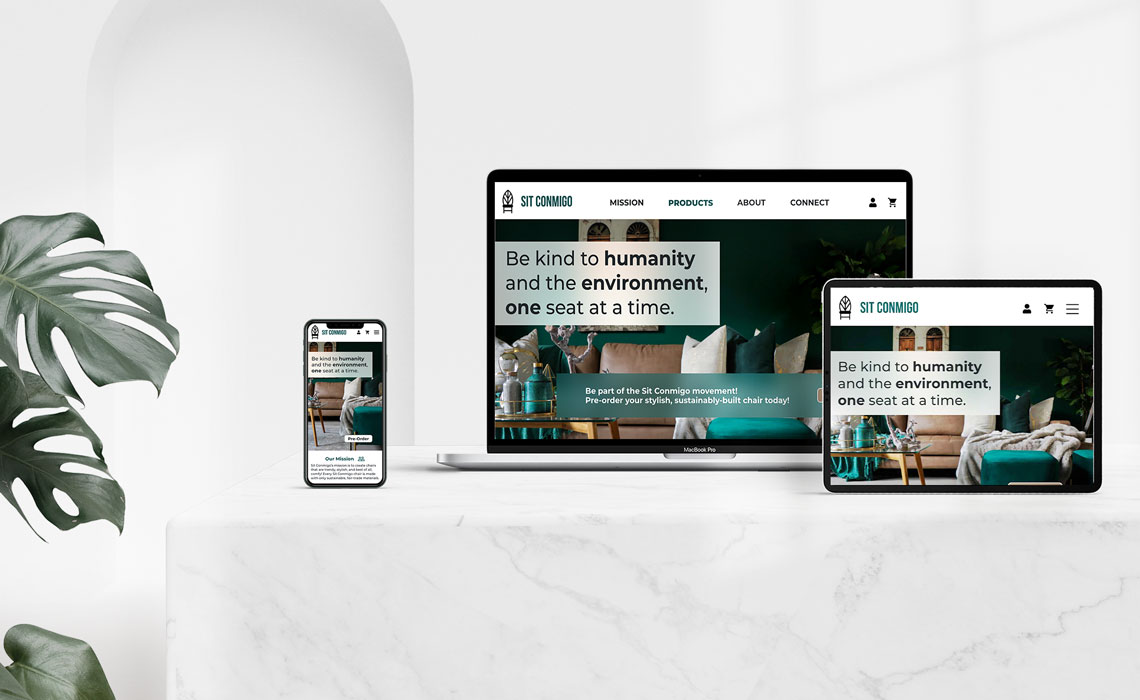 SIT CONMIGO
MISSION
PRODUCTS
ABOUT
CONNECT
Be kind to humanity
and the environment,
one seat at a time.
Be part of the Sit Conmigo movement!
Pre-order your stylish, sustainably-built chair today!
MacBook Pro
SIT CONMIGO
Be kind to humanity
and the environment,
one seat at a time.
SIT CONMIGO
Be kind to humanity
and the environment,
one seat at a time.
Pre-Order
Our Mission
Sit Conmigo's mission is to create chairs
that are trendy, stylish, and best of all,
comfy! Every Sit Conmigo chair is made
with only sustainable, fair-trade materials